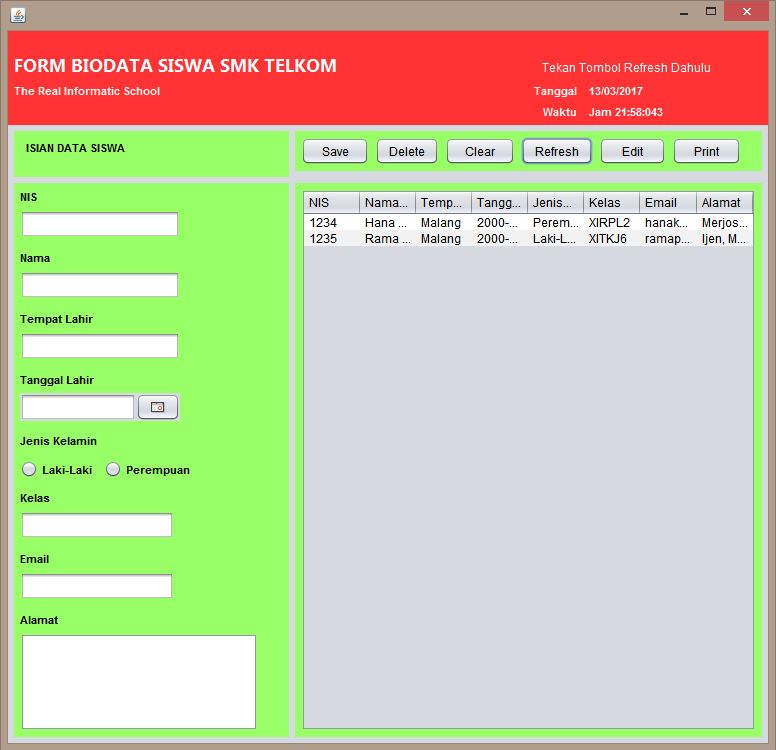 FORM BIODATA SISWA SMK TELKOM
The Real Informatic School
Tekan Tombol Refresh Dahulu
Tanggal 13/03/2017
Waktu Jam 21:58:043
ISIAN DATA SISWA
Save Delete Clear Refresh Edit Print
NIS
Nama
Tempat Lahir
Tanggal Lahir
Jenis Kelamin
Laki-Laki Perempuan
Kelas
Email
Alamat
NIS Nama... Temp... Tangg... Jenis... Kelas Email Alamat
1234 Hana ... Malang 2000-... Perem... XIRPL2 hanak... Merjos...
1235 Rama ... Malang 2000-... Laki-L... XITKJ6 ramap... Ijen, M...